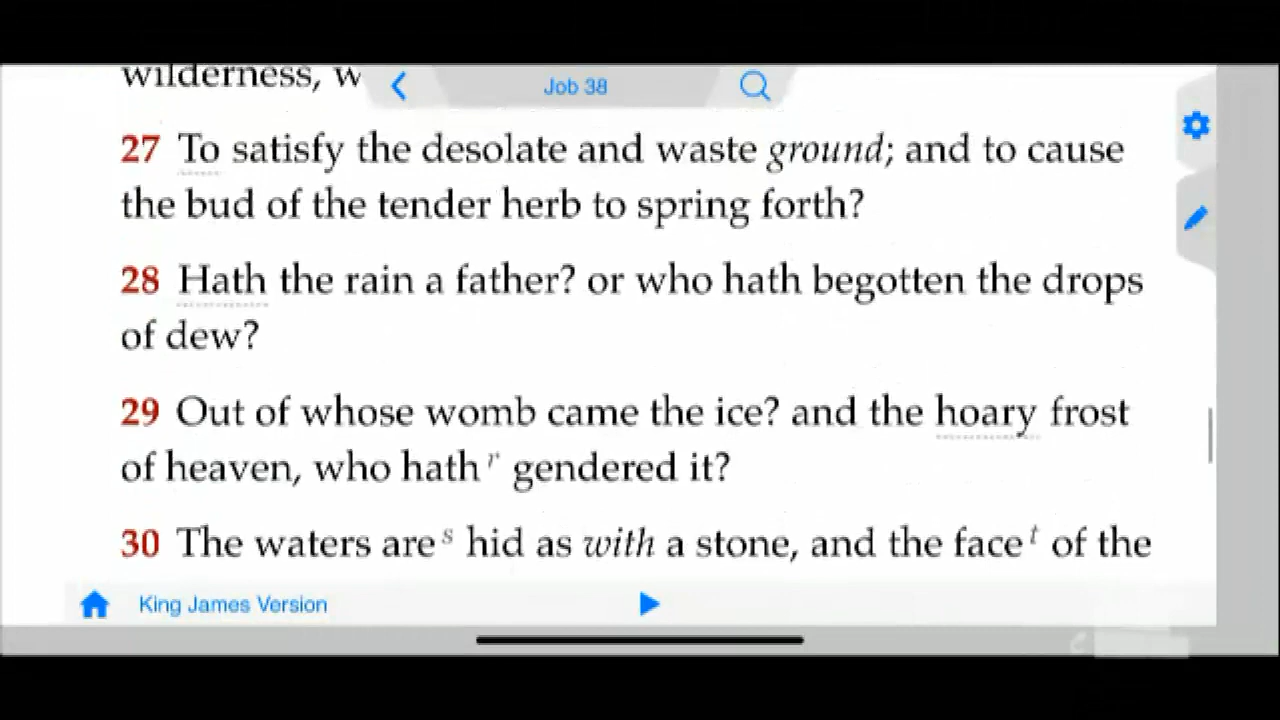 wilderness, w
Job 38
27 To satisfy the desolate and waste ground; and to cause
the bud of the tender herb to spring forth?
28 Hath the rain a father? or who hath begotten the drops
of dew?
29 Out of whose womb came the ice? and the hoary frost
of heaven, who hath r gendered it?
30 The waters are s hid as with a stone, and the face t of the
King James Version